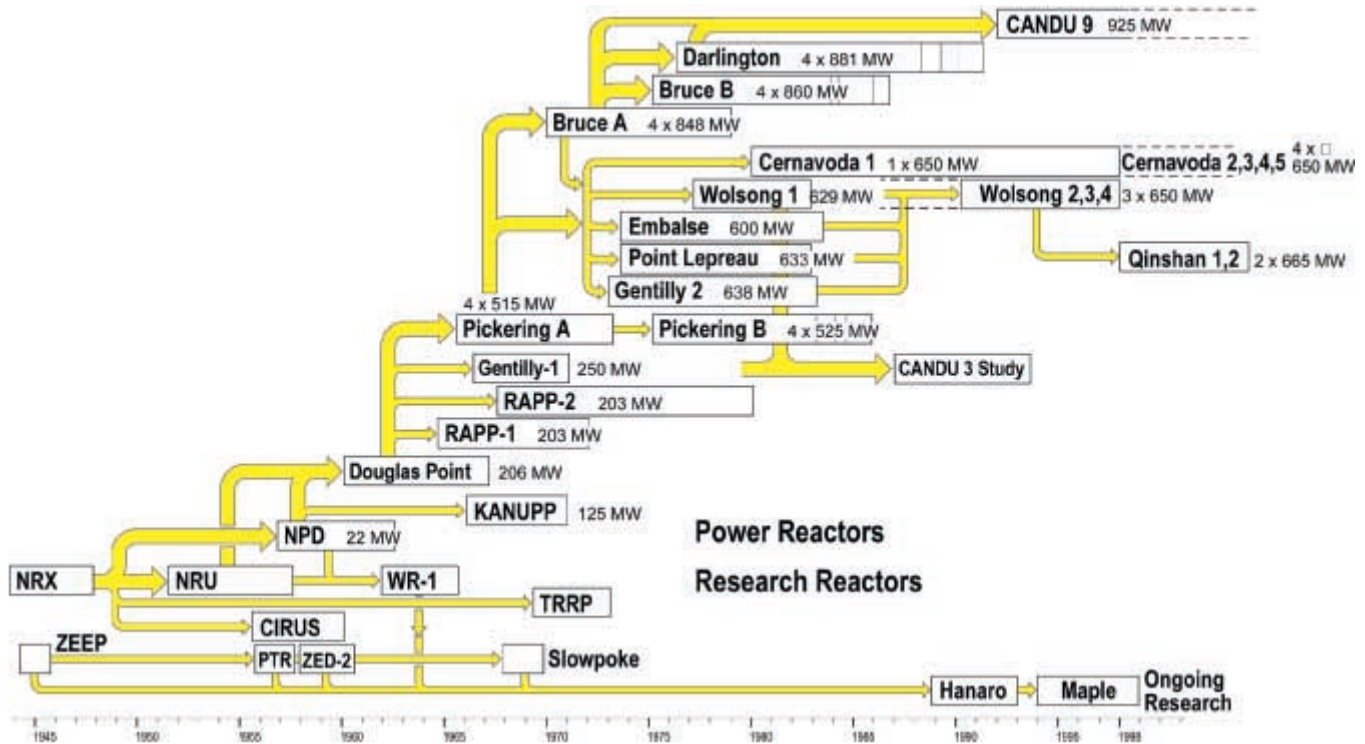 CANDU 9 925 MW
Darlington 4 x 881 MW
Bruce B 4 x 860 MW
Bruce A 4 x 848 MW
Cernavoda 1 1 x 650 MW
Cernavoda 2,3,4,5 4 x □
650 MW
Wolsong 1 629 MW
Wolsong 2,3,4 3 x 650 MW
Embalse 600 MW
Point Lepreau 633 MW
Qinshan 1,2 2 x 665 MW
Gentilly 2 638 MW
4 x 515 MW
Pickering A
Pickering B 4 x 525 MW
Gentilly-1 250 MW
CANDU 3 Study
RAPP-2 203 MW
RAPP-1 203 MW
Douglas Point 206 MW
KANUPP 125 MW
NPD 22 MW
Power Reactors
NRX
NRU
WR-1
Research Reactors
TRRP
CIRUS
ZEEP
PTR
ZED-2
Slowpoke
Hanaro
Maple
Ongoing
Research
1945 1950 1955 1960 1965 1970 1975 1980 1985 1990 1995